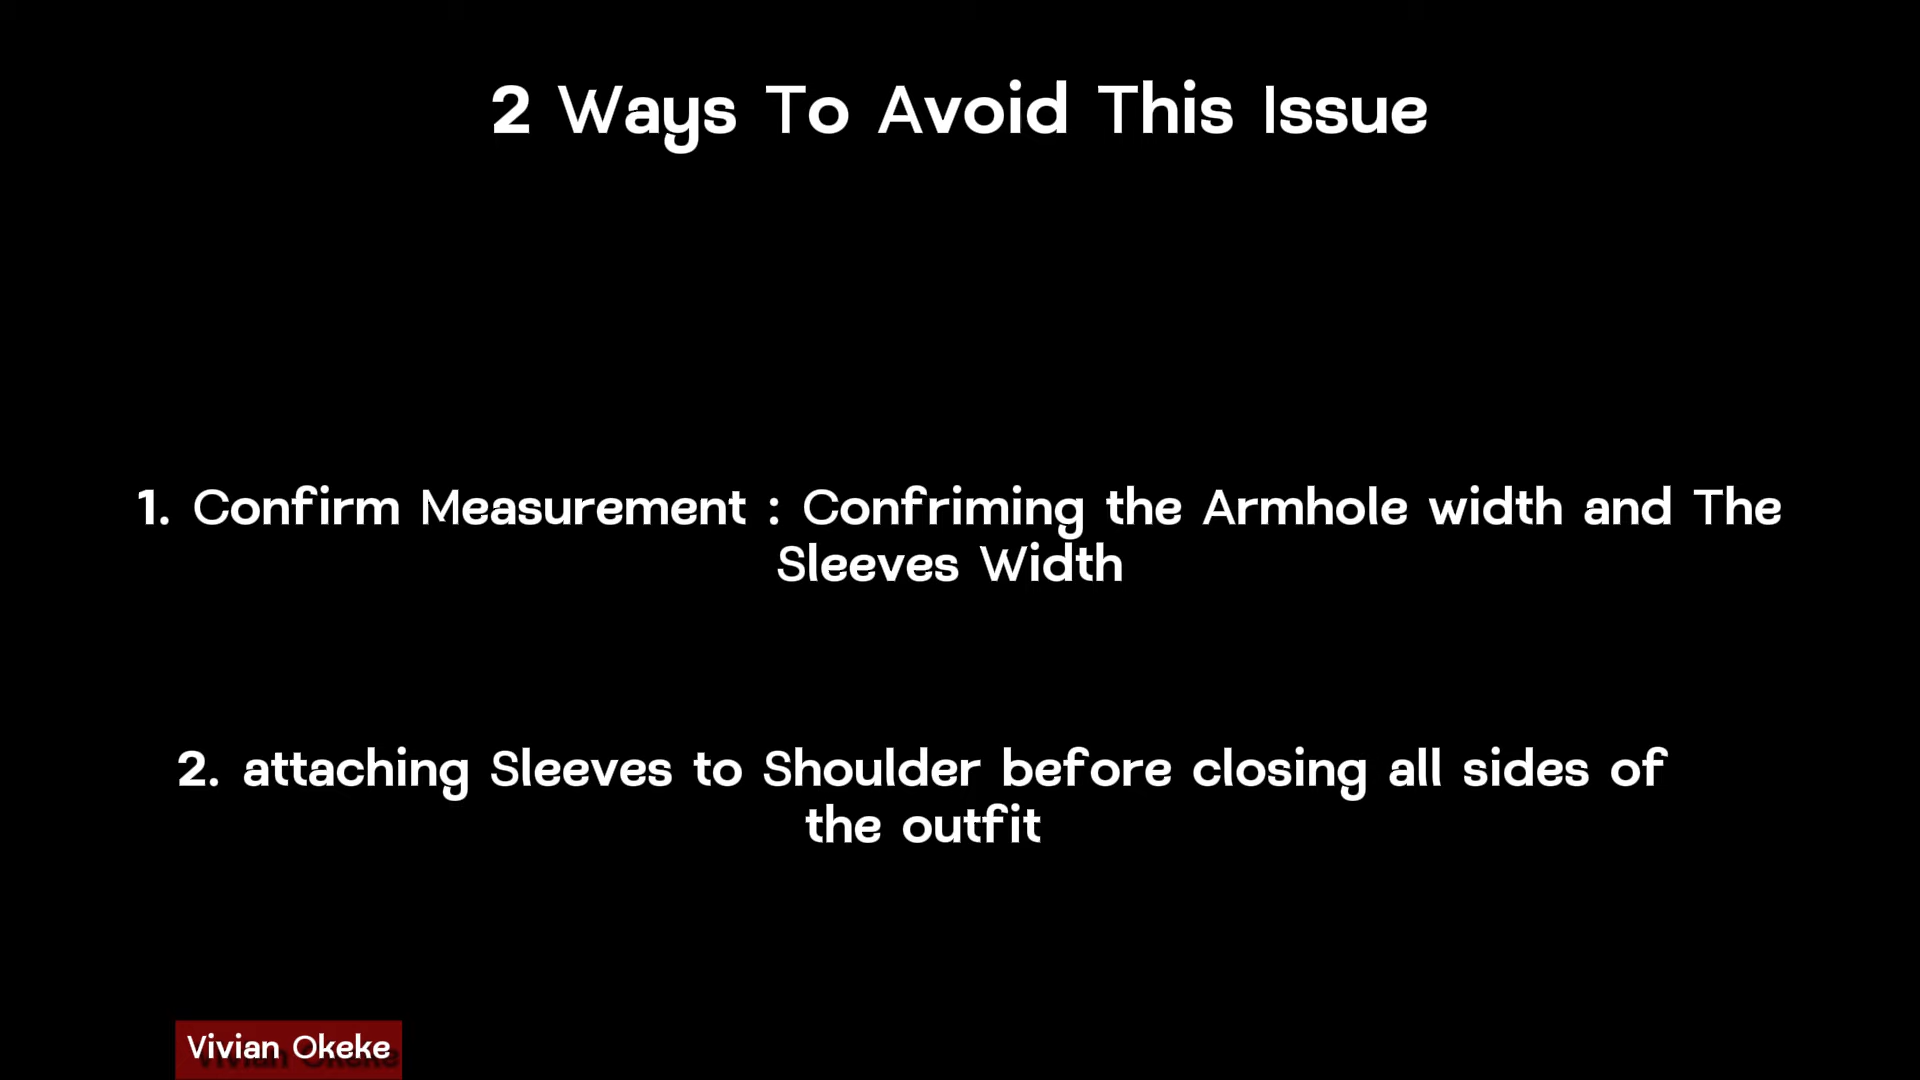 2 Ways To Avoid This Issue
1. Confirm Measurement : Confriming the Armhole width and The
Sleeves Width
2. attaching Sleeves to Shoulder before closing all sides of
the outfit
Vivian Okeke